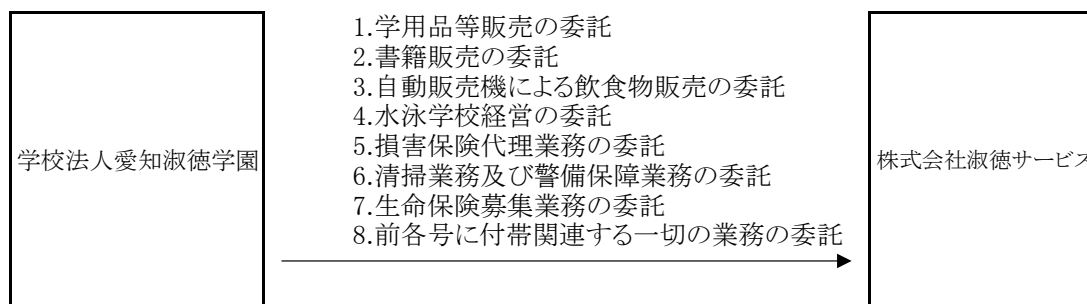 学校法人愛知淑徳学園
1.学用品等販売の委託
2.書籍販売の委託
3.自動販売機による飲食物販売の委託
4.水泳学校経営の委託
5.損害保険代理業務の委託
6.清掃業務及び警備保障業務の委託
7.生命保険募集業務の委託
8.前各号に付帯関連する一切の業務の委託
株式会社淑徳サービス